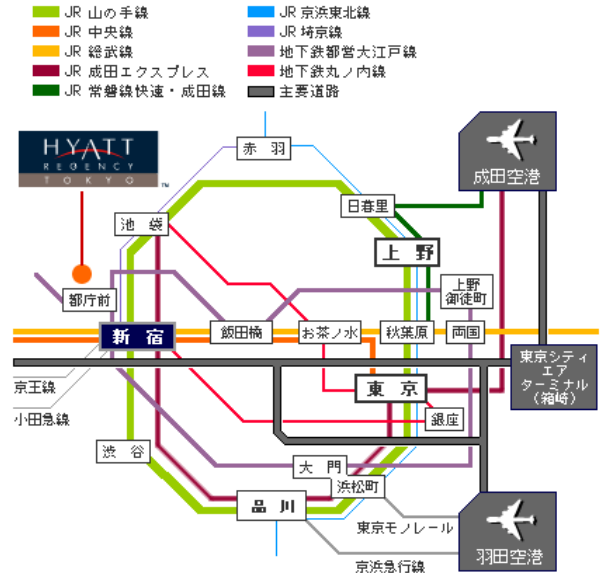 JR 山の手線
JR 京浜東北線
JR 中央線
JR 埼京線
JR 総武線
地下鉄都営大江戸線
JR 成田エクスプレス
地下鉄丸ノ内線
JR 常磐線快速・成田線
主要道路
HYATT
REGENCY
TOKYO
TM
赤羽
成田空港
日暮里
池袋
上野
都庁前
上野
御徒町
新宿
飯田橋
お茶ノ水
秋葉原
両国
東京シティ
エア
ターミナル
(箱崎)
京王線
東京
小田急線
銀座
渋谷
大門
浜松町
品川
東京モノレール
羽田空港
京浜急行線